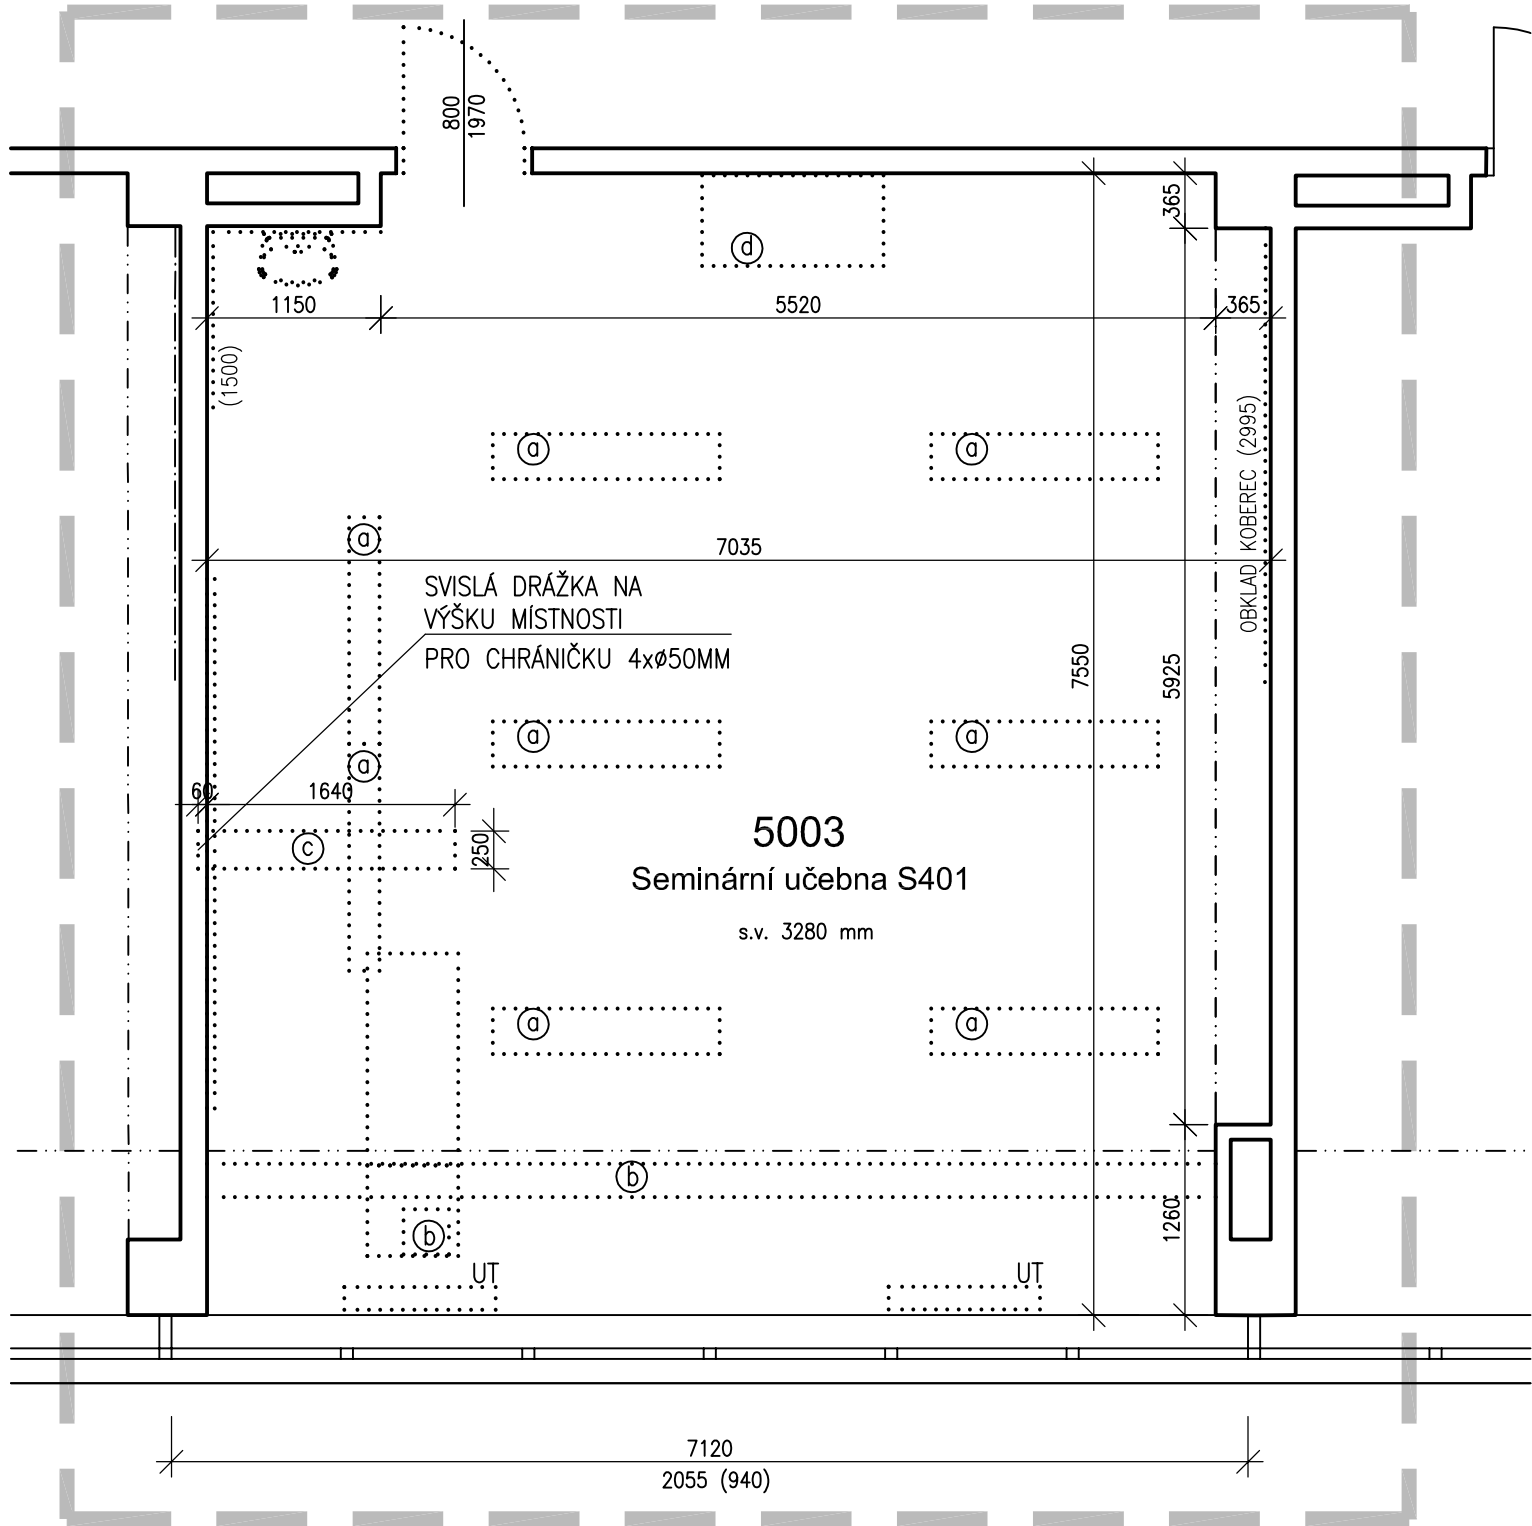 800
1970
365
d
1150
5520
365
(1500)
a
a
OBKLAD KOBEREC (2995)
a
7035
SVISLÁ DRÁŽKA NA
VÝŠKU MÍSTNOSTI
PRO CHRÁNIČKU 4xø50MM
7550
5925
a
a
a
60
1640
c
250
5003
Seminární učebna S401
s.v. 3280 mm
a
a
b
b
1260
UT
UT
7120
2055 (940)